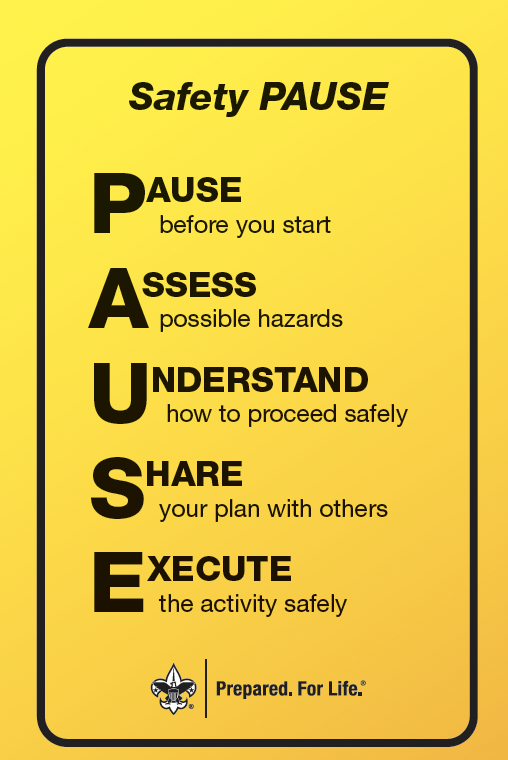 Safety PAUSE
PAUSE
before you start
ASSESS
possible hazards
UNDERSTAND
how to proceed safely
SHARE
your plan with others
EXECUTE
the activity safely
® Prepared. For Life.®